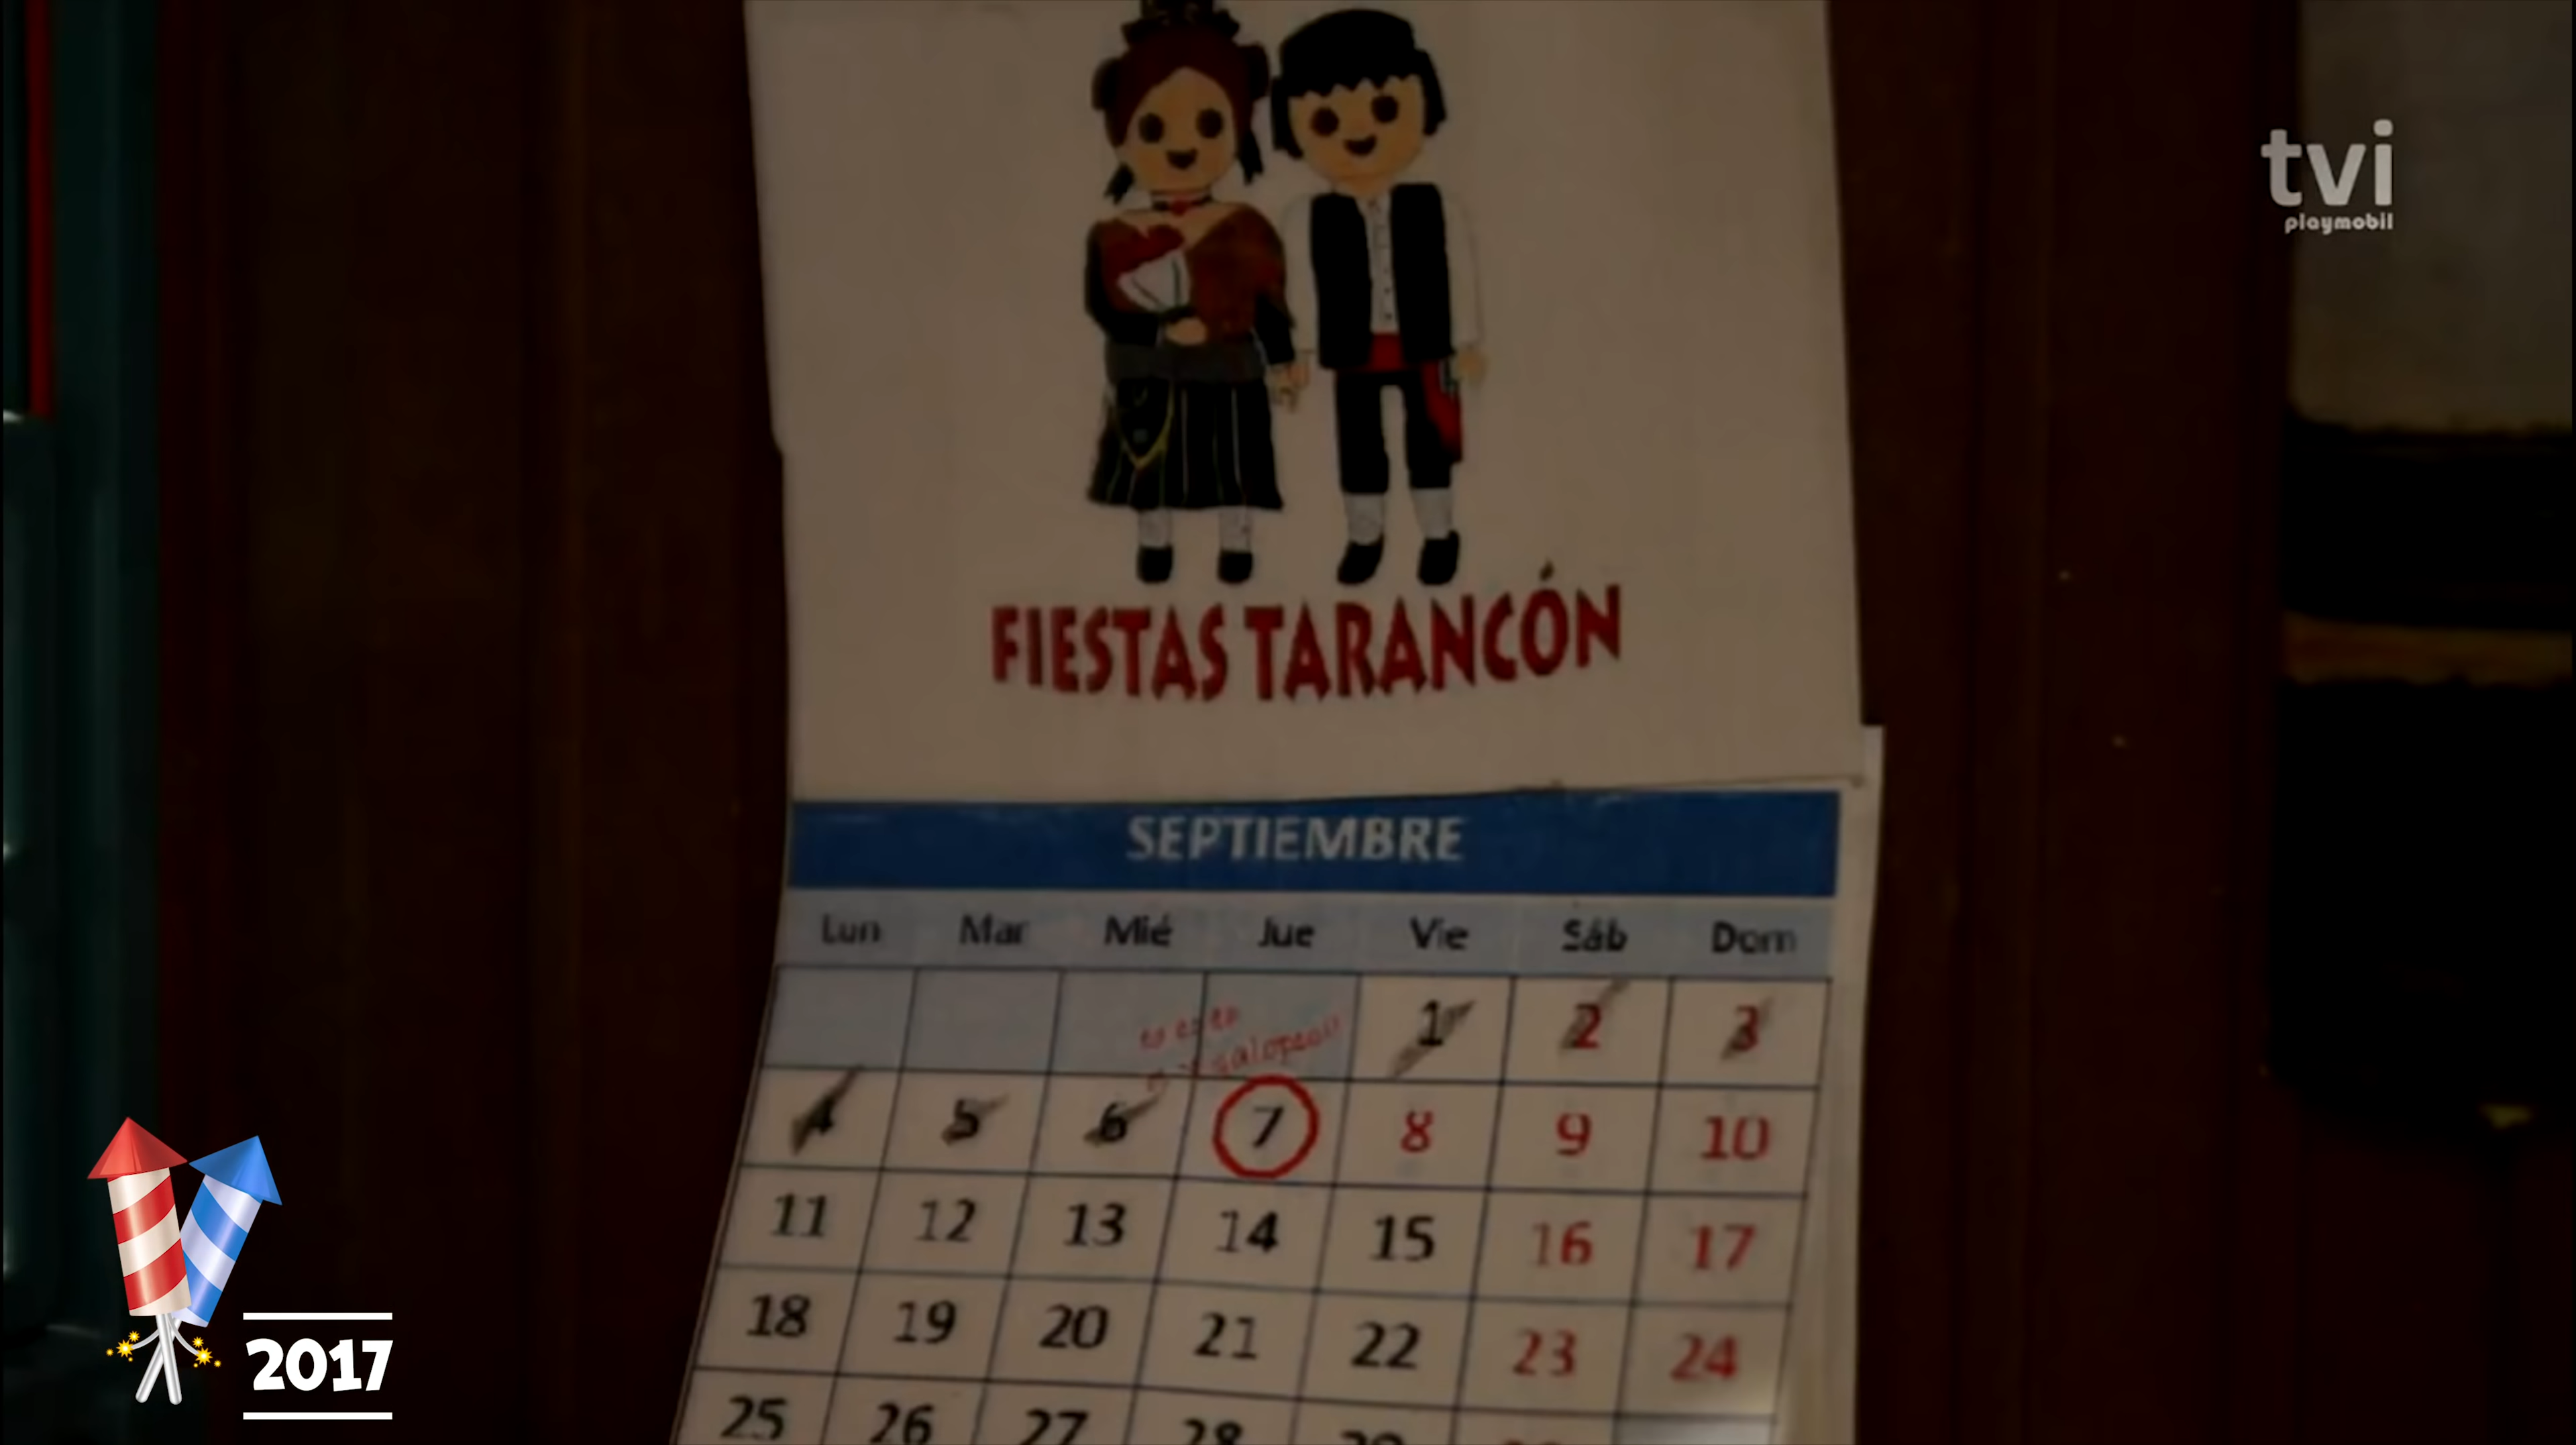 tvi
playmobil
FIESTAS TARANCÓN
SEPTIEMBRE
Lun Mar Mié Jue Vie Sáb Dom
1 2 3
4 5 6 7 8 9 10
11 12 13 14 15 16 17
18 19 20 21 22 23 24
25 26 27 28 29
2017